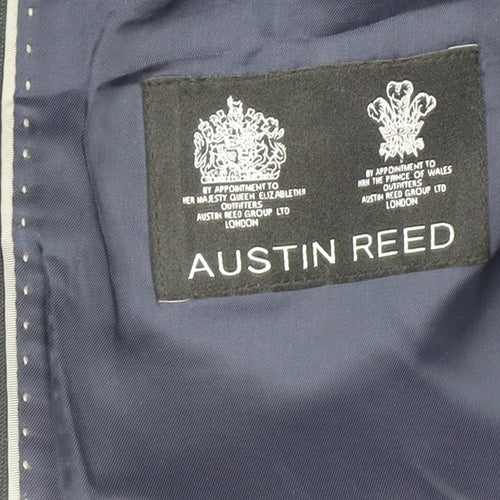 BY APPOINTMENT TO
HER MAJESTY QUEEN ELIZABETH II
OUTFITTERS
AUSTIN REED GROUP LTD
LONDON
BY APPOINTMENT TO
HRH THE PRINCE OF WALES
OUTFITTERS
AUSTIN REED GROUP LTD
LONDON
AUSTIN REED